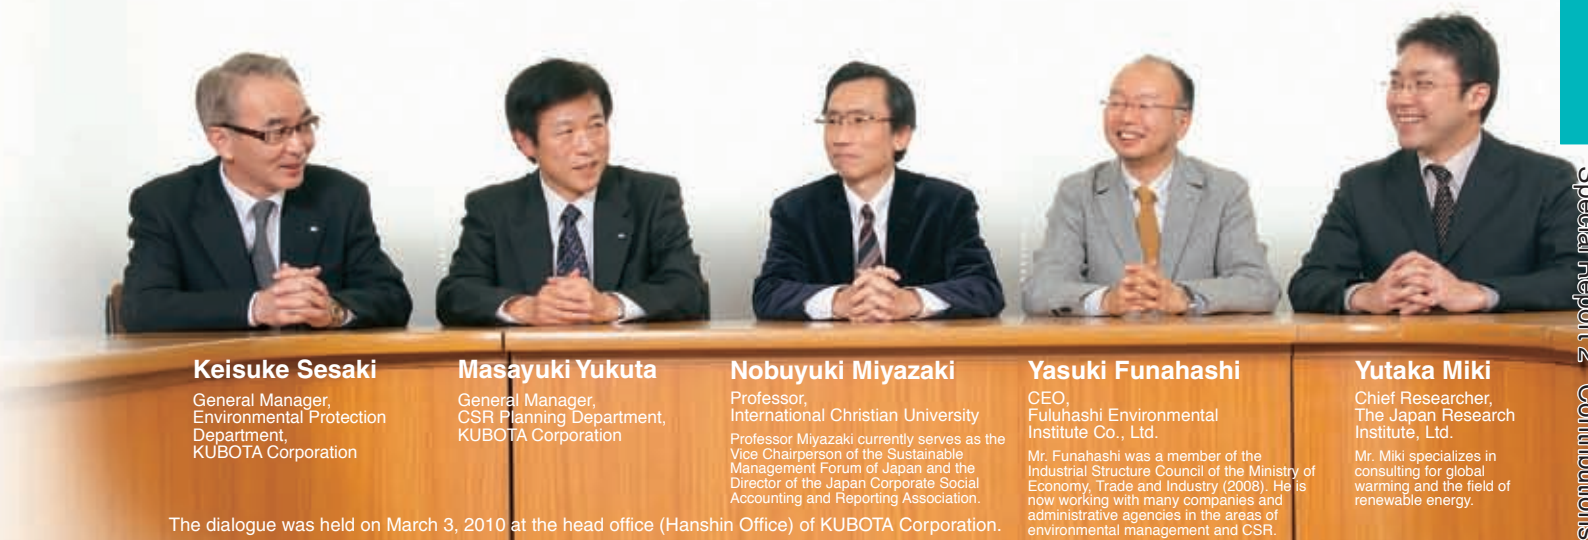 Keisuke Sesaki
General Manager,
Environmental Protection
Department,
KUBOTA Corporation
Masayuki Yukuta
General Manager,
CSR Planning Department,
KUBOTA Corporation
Nobuyuki Miyazaki
Professor,
International Christian University
Professor Miyazaki currently serves as the
Vice Chairperson of the Sustainable
Management Forum of Japan and the
Director of the Japan Corporate Social
Accounting and Reporting Association.
Yasuki Funahashi
CEO,
Fuluhashi Environmental
Institute Co., Ltd.
Mr. Funahashi was a member of the
Industrial Structure Council of the Ministry of
Economy, Trade and Industry (2008). He is
now working with many companies and
administrative agencies in the areas of
environmental management and CSR.
Yutaka Miki
Chief Researcher,
The Japan Research
Institute, Ltd.
Mr. Miki specializes in
consulting for global
warming and the field of
renewable energy.
The dialogue was held on March 3, 2010 at the head office (Hanshin Office) of KUBOTA Corporation.
Special Report 2 Contributions